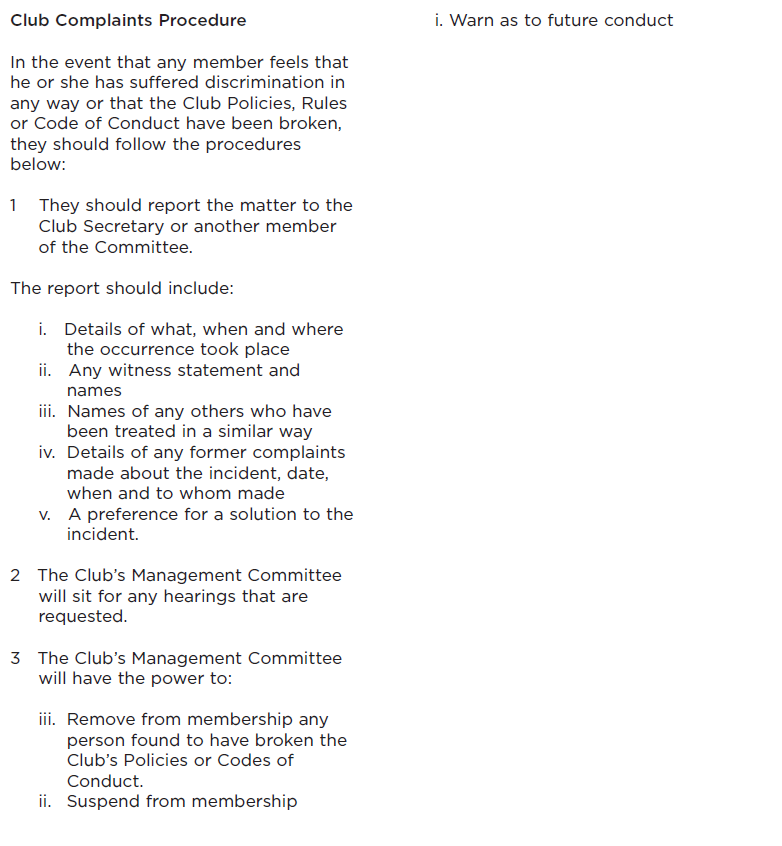 Club Complaints Procedure
In the event that any member feels that
he or she has suffered discrimination in
any way or that the Club Policies, Rules
or Code of Conduct have been broken,
they should follow the procedures
below:
1 They should report the matter to the
Club Secretary or another member
of the Committee.
The report should include:
i. Details of what, when and where
the occurrence took place
ii. Any witness statement and
names
iii. Names of any others who have
been treated in a similar way
iv. Details of any former complaints
made about the incident, date,
when and to whom made
v. A preference for a solution to the
incident.
2 The Club’s Management Committee
will sit for any hearings that are
requested.
3 The Club’s Management Committee
will have the power to:
iii. Remove from membership any
person found to have broken the
Club’s Policies or Codes of
Conduct.
ii. Suspend from membership
i. Warn as to future conduct